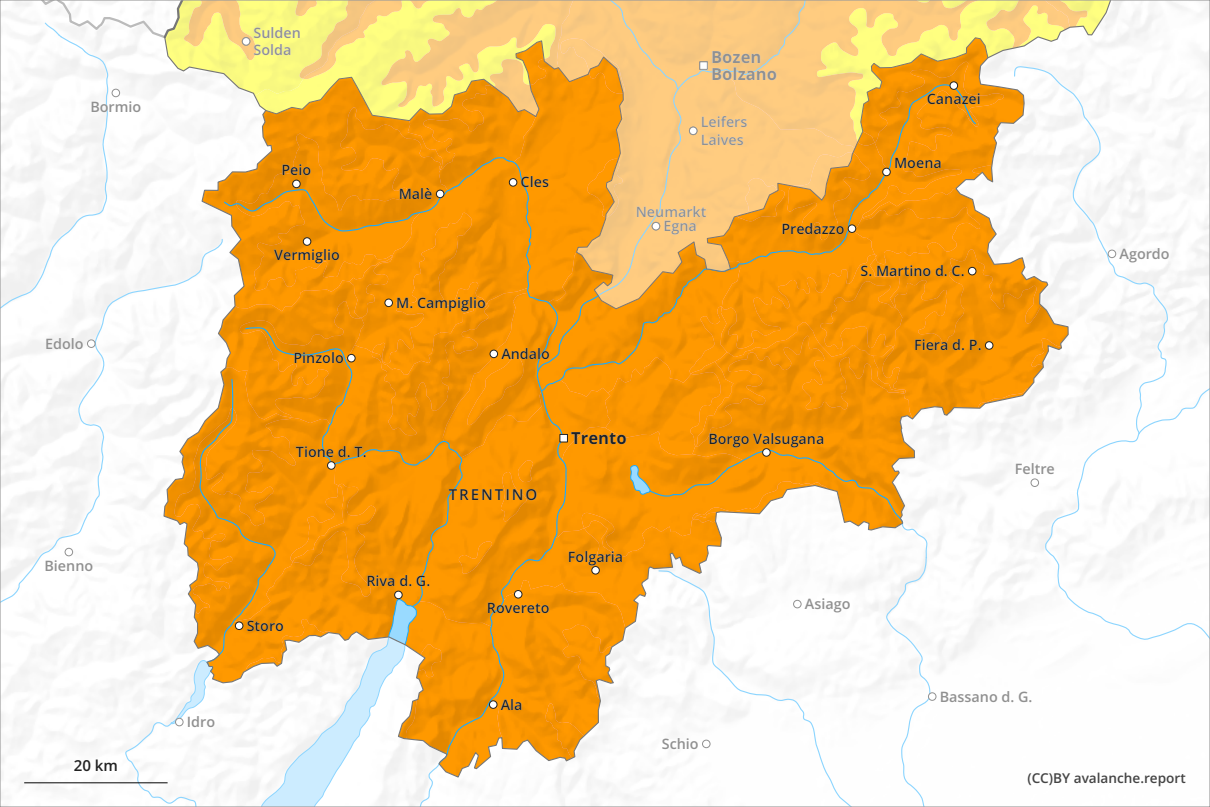 Sulden
Solda
Bozen
Bolzano
Bormio
Canazei
Leifers
Laives
Peio
Moena
Malè
Cles
Neumarkt
Egna
Predazzo
Vermiglio
Agordo
S. Martino d. C.
M. Campiglio
Edolo
Pinzolo
Andalo
Fiera d. P.
Trento
Borgo Valsugana
Tione d. T.
Feltre
TRENTINO
Bienno
Folgaria
Riva d. G.
Rovereto
Asiago
Storo
Bassano d. G.
Ala
Idro
Schio
20 km
(CC)BY avalanche.report